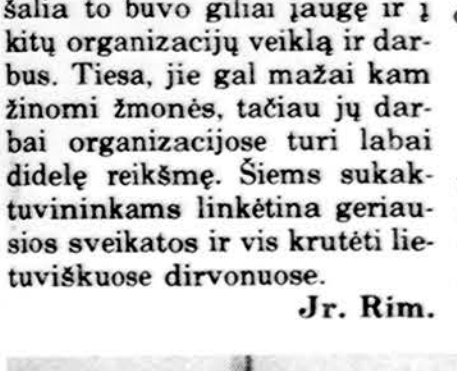 šalia to buvo giliai įaugę ir į
kitų organizacijų veiklą ir dar-
bus. Tiesa, jie gal mažai kam
žinomi žmonės, tačiau jų dar-
bai organizacijose turi labai
didelę reikšmę. Šiems sukak-
tuvininkams linkėtina geriau-
sios sveikatos ir vis krutėti lie-
tuviškuose dirvonuose.
Jr. Rim.